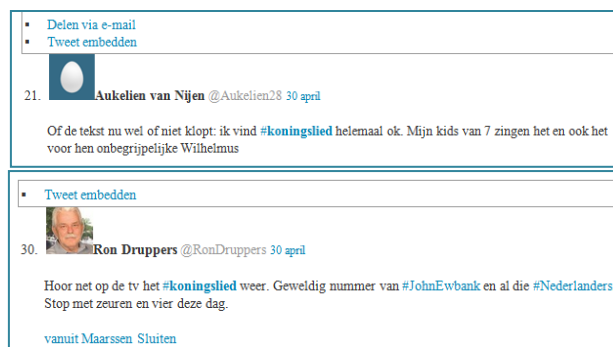 Delen via e-mail
Tweet embedden
21. Aukelien van Nijen @Aukelien28 30 april
Of de tekst nu wel of niet klopt: ik vind #koningslied helemaal ok. Mijn kids van 7 zingen het en ook het
voor hen onbegrijpelijke Wilhelmus
Tweet embedden
30. Ron Druppers @RonDruppers 30 april
Hoor net op de tv het #koningslied weer. Geweldig nummer van #JohnEwbank en al die #Nederlanders
Stop met zeuren en vier deze dag.
vanuit Maarssen Sluiten